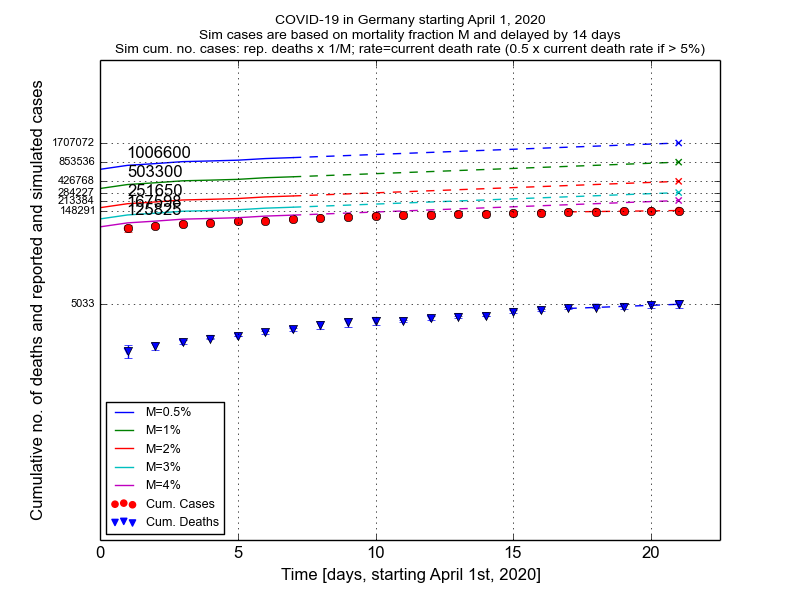 COVID-19 in Germany starting April 1, 2020
Sim cases are based on mortality fraction M and delayed by 14 days
Sim cum. no. cases: rep. deaths x 1/M; rate=current death rate (0.5 x current death rate if > 5%)
Cumulative no. of deaths and reported and simulated cases
1707072
853536
426768
284227
213384
148291
5033
1006600
503300
251650
167598
125825
M=0.5%
M=1%
M=2%
M=3%
M=4%
Cum. Cases
Cum. Deaths
0 5 10 15 20
Time [days, starting April 1st, 2020]